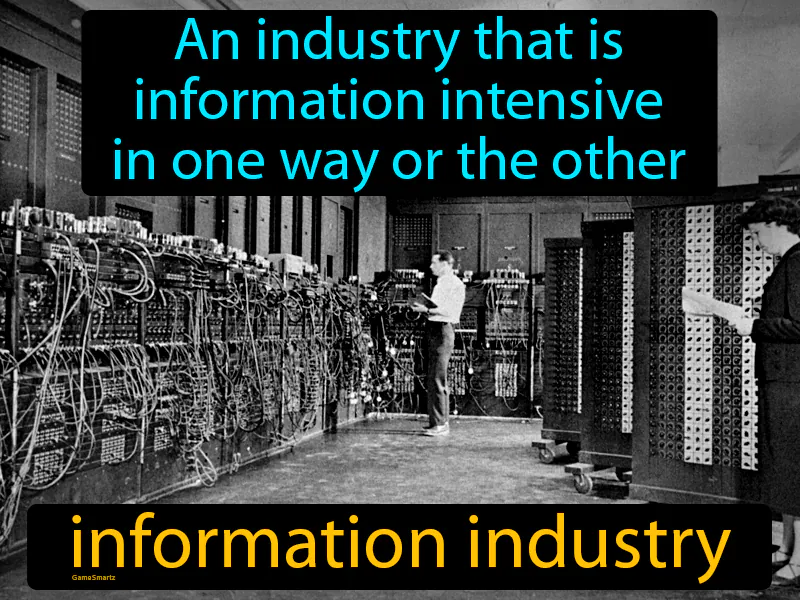 An industry that is
information intensive
in one way or the other
information industry
GameSmartz